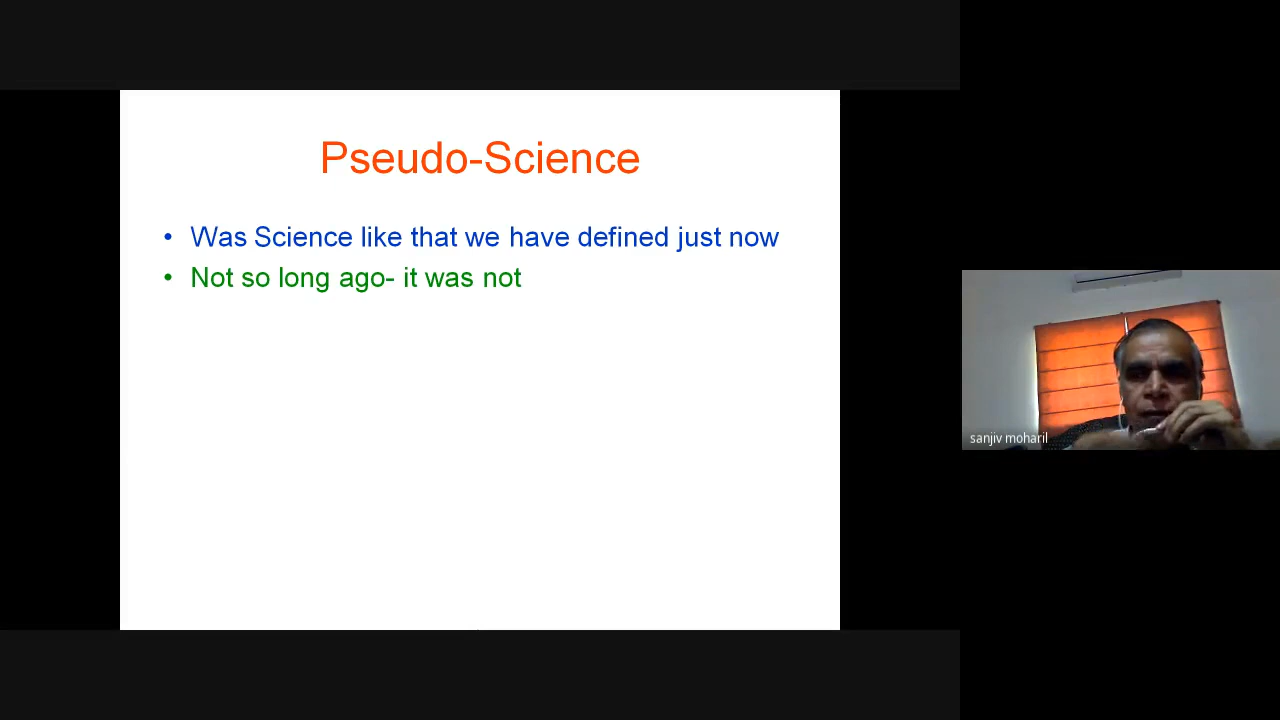 Pseudo-Science
• Was Science like that we have defined just now
• Not so long ago- it was not
sanjiv moharil